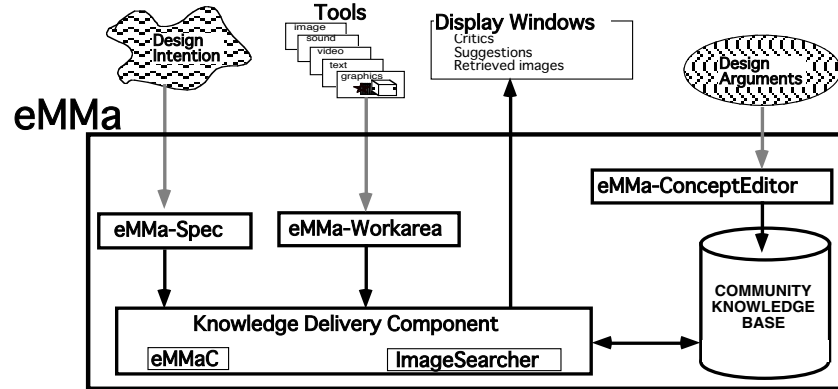 Design
Intention
Tools
image
sound
video
text
graphics
Display Windows
Critics
Suggestions
Retrieved images
Design
Arguments
eMMa
eMMa-Spec
eMMa-Workarea
eMMa-ConceptEditor
COMMUNITY
KNOWLEDGE
BASE
Knowledge Delivery Component
eMMaC
ImageSearcher